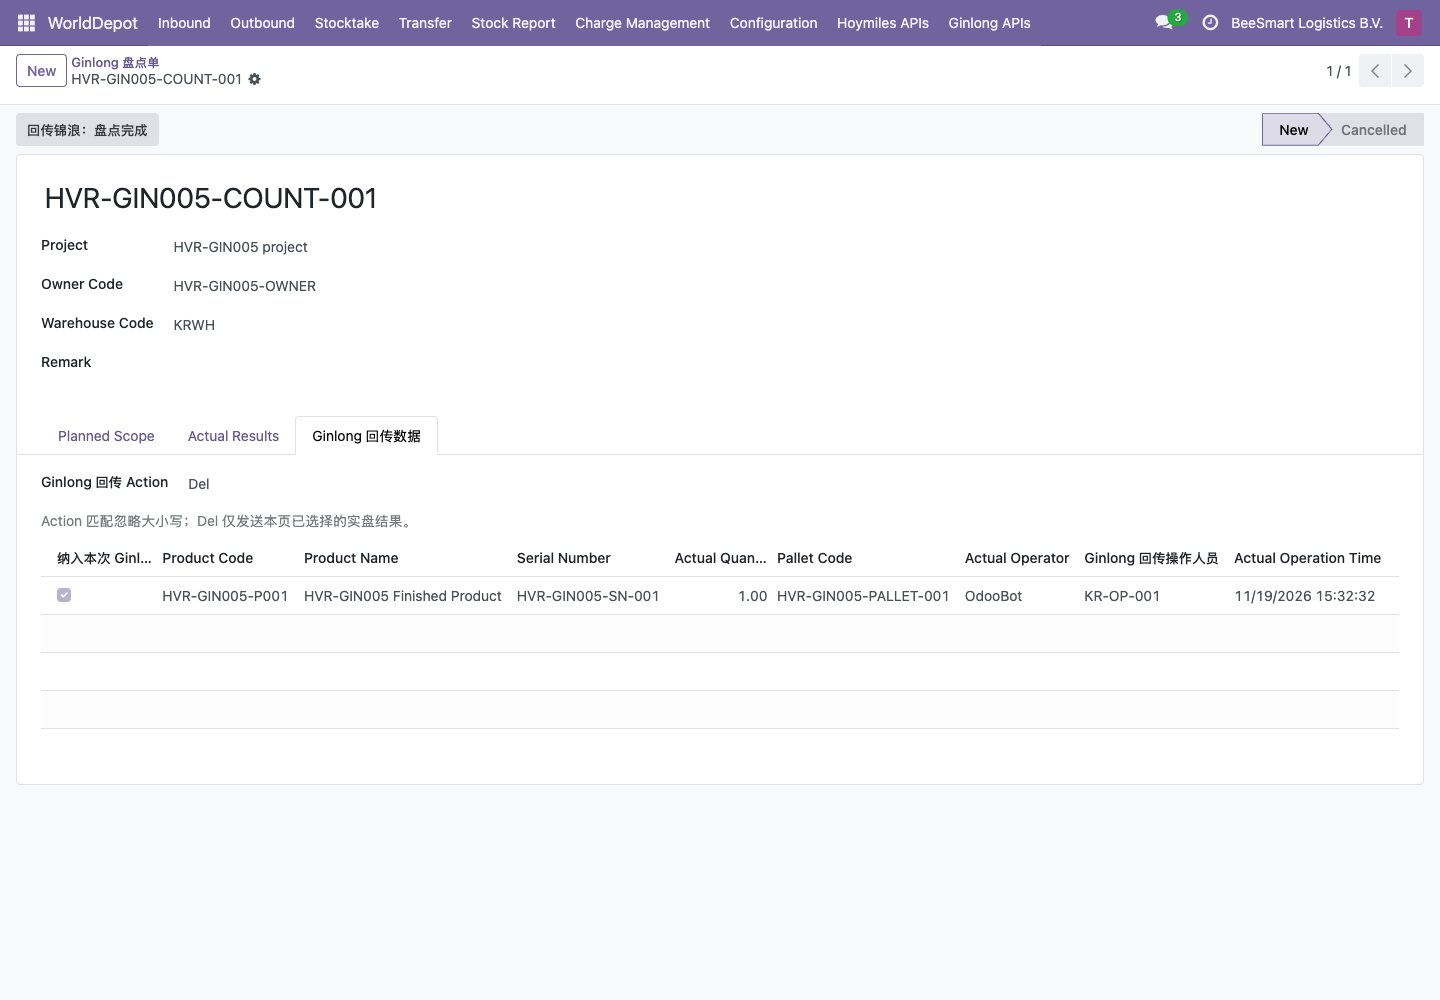 WorldDepot Inbound Outbound Stocktake Transfer Stock Report Charge Management Configuration Hoymiles APIs Ginlong APIs 3 BeeSmart Logistics B.V. T
New
Ginlong 盘点单
HVR-GIN005-COUNT-001
1 / 1
回传锦浪：盘点完成
New Cancelled
HVR-GIN005-COUNT-001
Project HVR-GIN005 project
Owner Code HVR-GIN005-OWNER
Warehouse Code KRWH
Remark
Planned Scope Actual Results Ginlong 回传数据
Ginlong 回传 Action Del
Action 匹配忽略大小写；Del 仅发送本页已选择的实盘结果。
纳入本次 Ginl... Product Code Product Name Serial Number Actual Quan... Pallet Code Actual Operator Ginlong 回传操作人员 Actual Operation Time
HVR-GIN005-P001 HVR-GIN005 Finished Product HVR-GIN005-SN-001 1.00 HVR-GIN005-PALLET-001 OdooBot KR-OP-001 11/19/2026 15:32:32